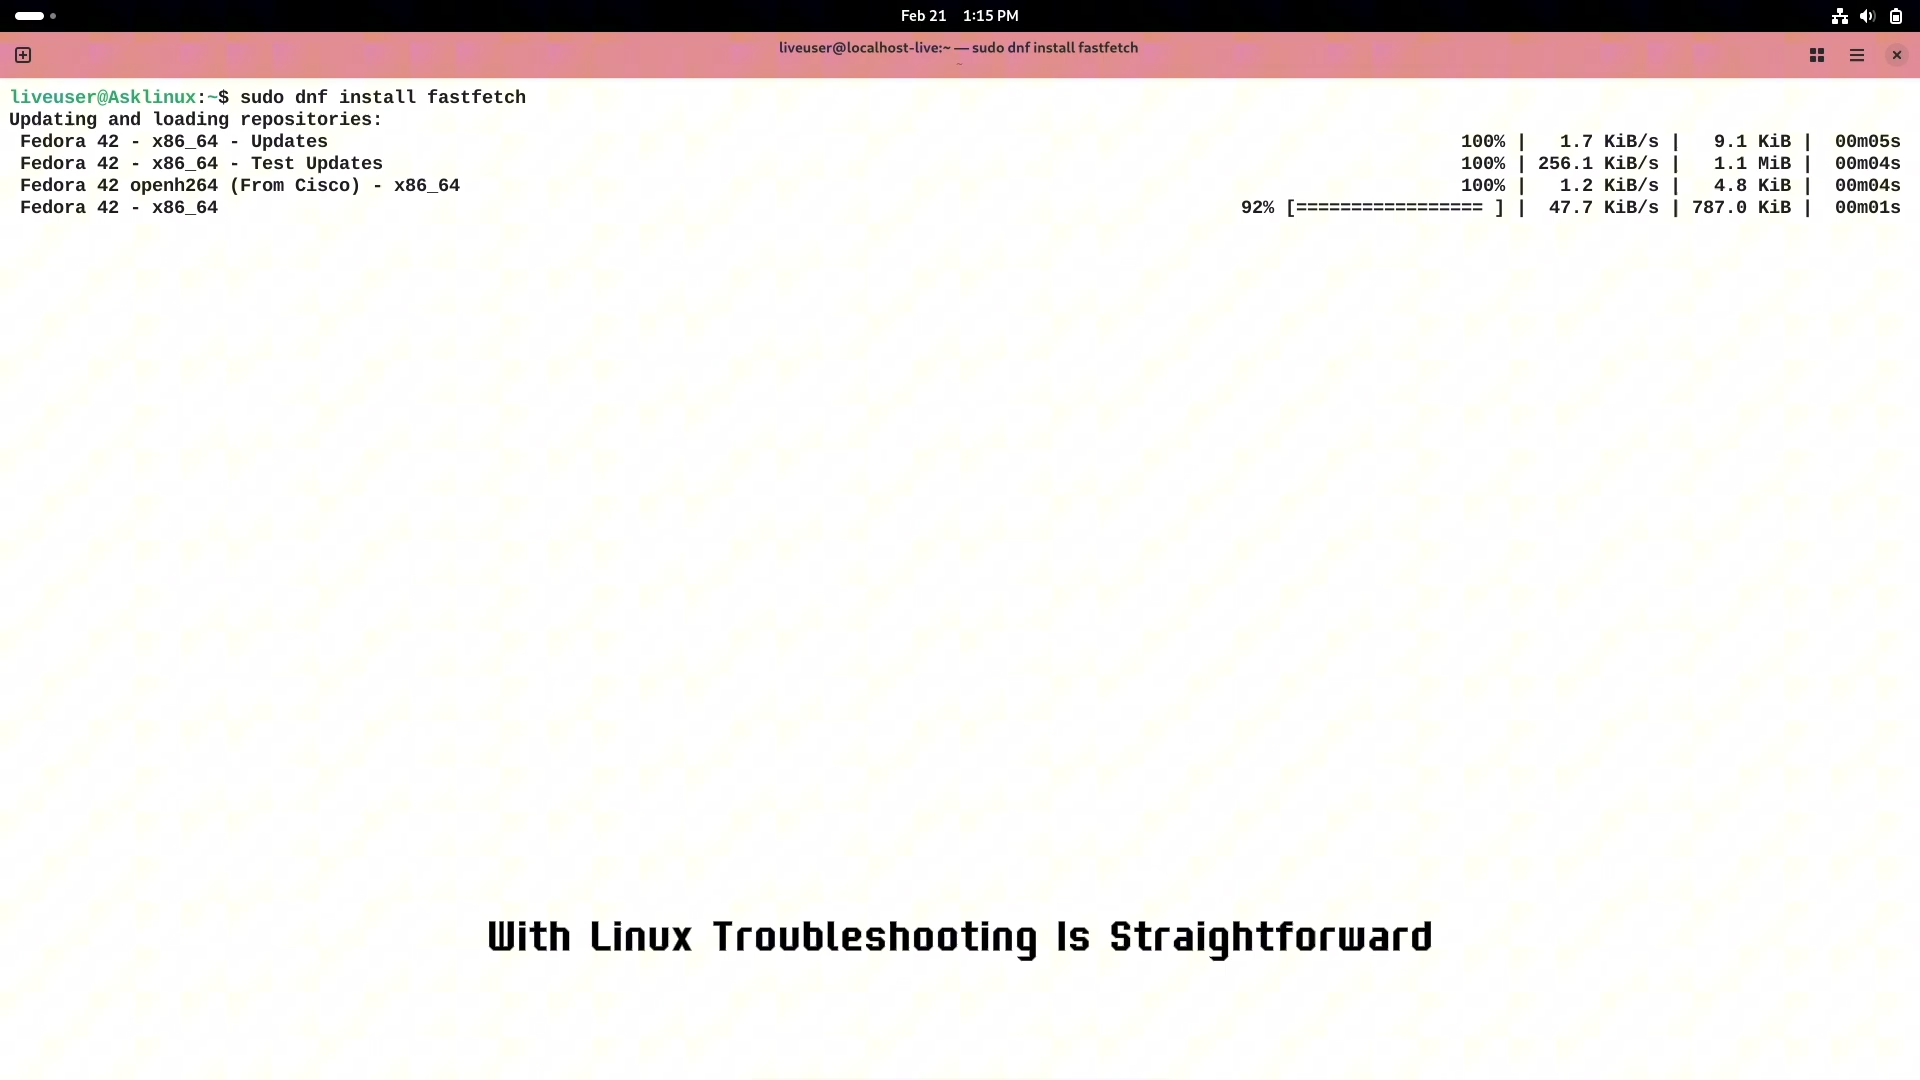 Feb 21 1:15 PM
liveuser@localhost-live:~ — sudo dnf install fastfetch
~
liveuser@Asklinux:~$ sudo dnf install fastfetch
Updating and loading repositories:
Fedora 42 - x86_64 - Updates 100% | 1.7 KiB/s | 9.1 KiB | 00m05s
Fedora 42 - x86_64 - Test Updates 100% | 256.1 KiB/s | 1.1 MiB | 00m04s
Fedora 42 openh264 (From Cisco) - x86_64 100% | 1.2 KiB/s | 4.8 KiB | 00m04s
Fedora 42 - x86_64 92% [================= ] | 47.7 KiB/s | 787.0 KiB | 00m01s
With Linux Troubleshooting Is Straightforward